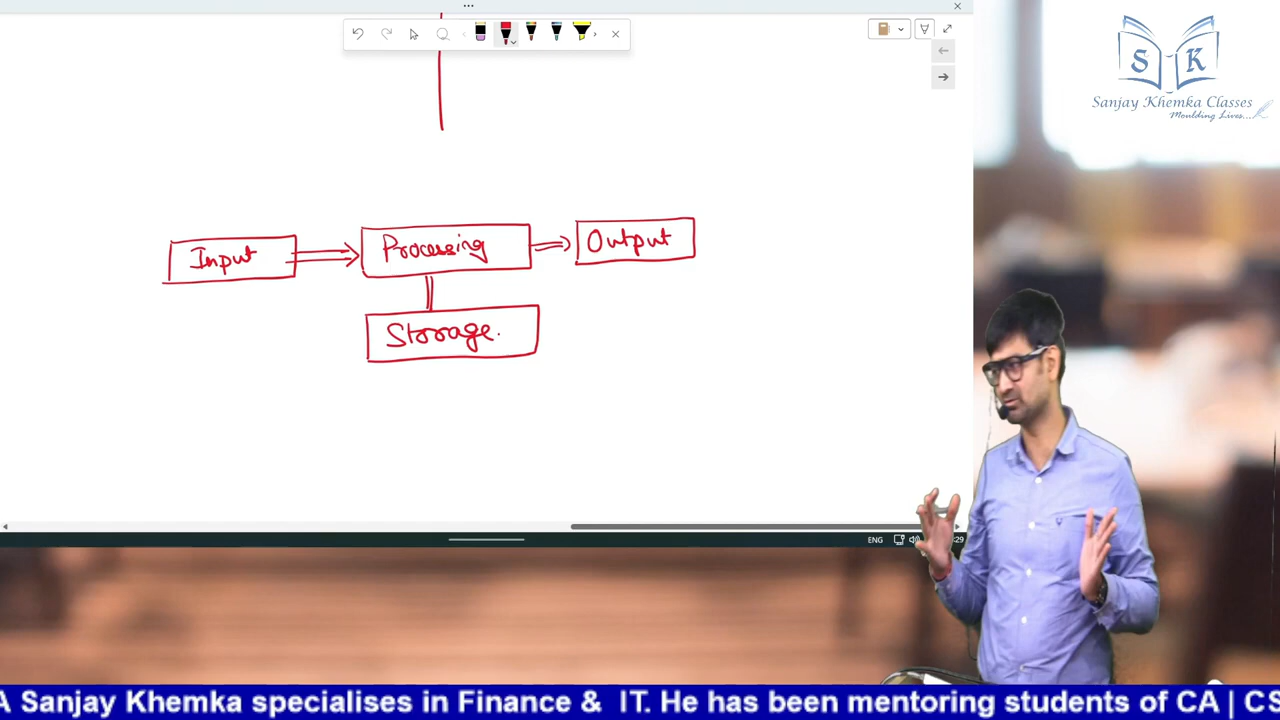 S K
Sanjay Khemka Classes
Moulding Lives...
Input
Processing
Output
Storage.
ENG
:29
A Sanjay Khemka specialises in Finance & IT. He has been mentoring students of CA | CS